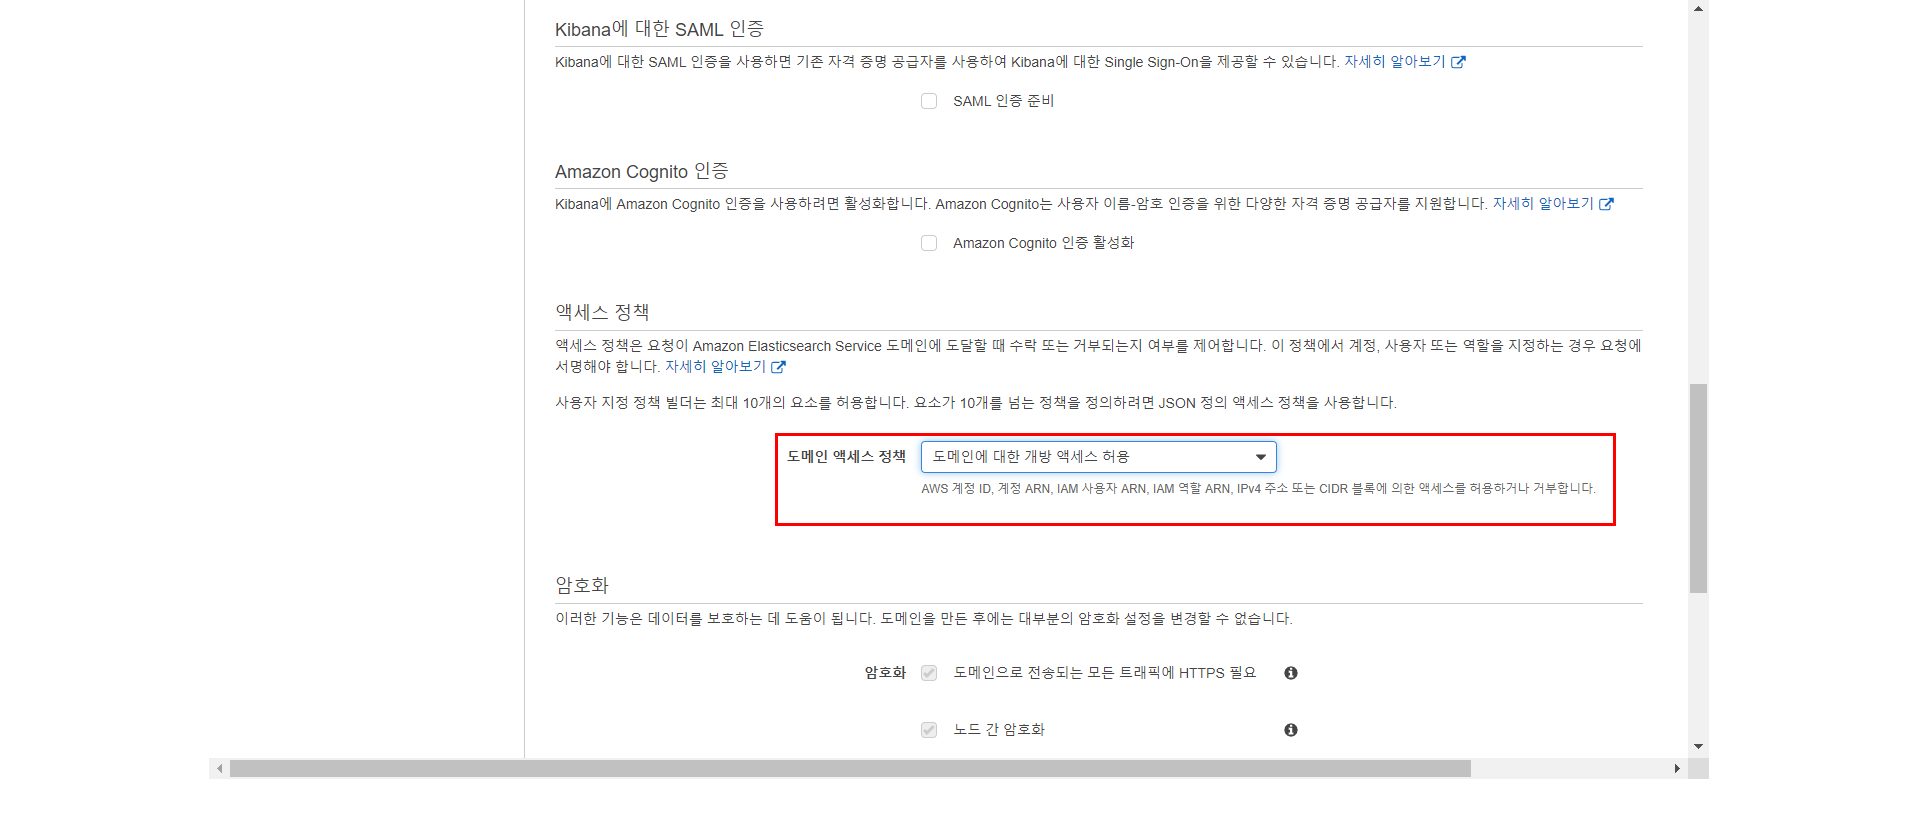 Kibana에 대한 SAML 인증
Kibana에 대한 SAML 인증을 사용하면 기존 자격 증명 공급자를 사용하여 Kibana에 대한 Single Sign-On을 제공할 수 있습니다. 자세히 알아보기
SAML 인증 준비
Amazon Cognito 인증
Kibana에 Amazon Cognito 인증을 사용하려면 활성화합니다. Amazon Cognito는 사용자 이름-암호 인증을 위한 다양한 자격 증명 공급자를 지원합니다. 자세히 알아보기
Amazon Cognito 인증 활성화
액세스 정책
액세스 정책은 요청이 Amazon Elasticsearch Service 도메인에 도달할 때 수락 또는 거부되는지 여부를 제어합니다. 이 정책에서 계정, 사용자 또는 역할을 지정하는 경우 요청에
서명해야 합니다. 자세히 알아보기
사용자 지정 정책 빌더는 최대 10개의 요소를 허용합니다. 요소가 10개를 넘는 정책을 정의하려면 JSON 정의 액세스 정책을 사용합니다.
도메인 액세스 정책 도메인에 대한 개방 액세스 허용
AWS 계정 ID, 계정 ARN, IAM 사용자 ARN, IAM 역할 ARN, IPv4 주소 또는 CIDR 블록에 의한 액세스를 허용하거나 거부합니다.
암호화
이러한 기능은 데이터를 보호하는 데 도움이 됩니다. 도메인을 만든 후에는 대부분의 암호화 설정을 변경할 수 없습니다.
암호화 도메인으로 전송되는 모든 트래픽에 HTTPS 필요
노드 간 암호화